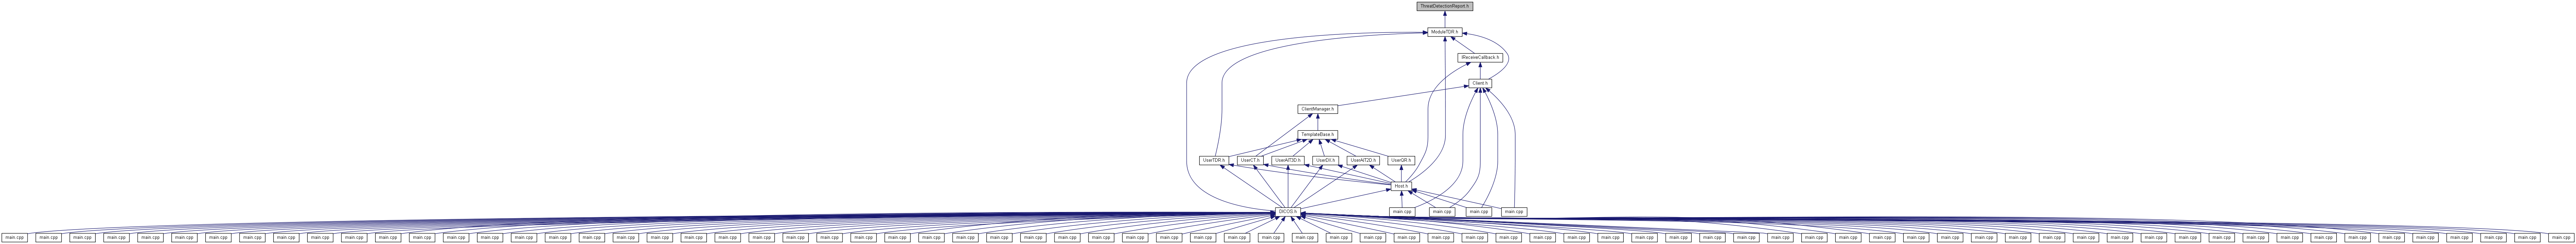 ThreatDetectionReport.h
ModuleTDR.h
IReceiveCallback.h
Client.h
ClientManager.h
TemplateBase.h
UserTDR.h UserCT.h UserAIT3D.h UserDX.h UserAIT2D.h UserQR.h
Host.h
DICOS.h main.cpp main.cpp main.cpp main.cpp
main.cpp main.cpp main.cpp main.cpp main.cpp main.cpp main.cpp main.cpp main.cpp main.cpp main.cpp main.cpp main.cpp main.cpp main.cpp main.cpp main.cpp main.cpp main.cpp main.cpp main.cpp main.cpp main.cpp main.cpp main.cpp main.cpp main.cpp main.cpp main.cpp main.cpp main.cpp main.cpp main.cpp main.cpp main.cpp main.cpp main.cpp main.cpp main.cpp main.cpp main.cpp main.cpp main.cpp main.cpp main.cpp main.cpp main.cpp main.cpp main.cpp main.cpp main.cpp main.cpp main.cpp main.cpp main.cpp main.cpp main.cpp main.cpp main.cpp main.cpp main.cpp main.cpp main.cpp main.cpp main.cpp main.cpp main.cpp main.cpp main.cpp main.cpp main.cpp main.cpp main.cpp main.cpp main.cpp main.cpp